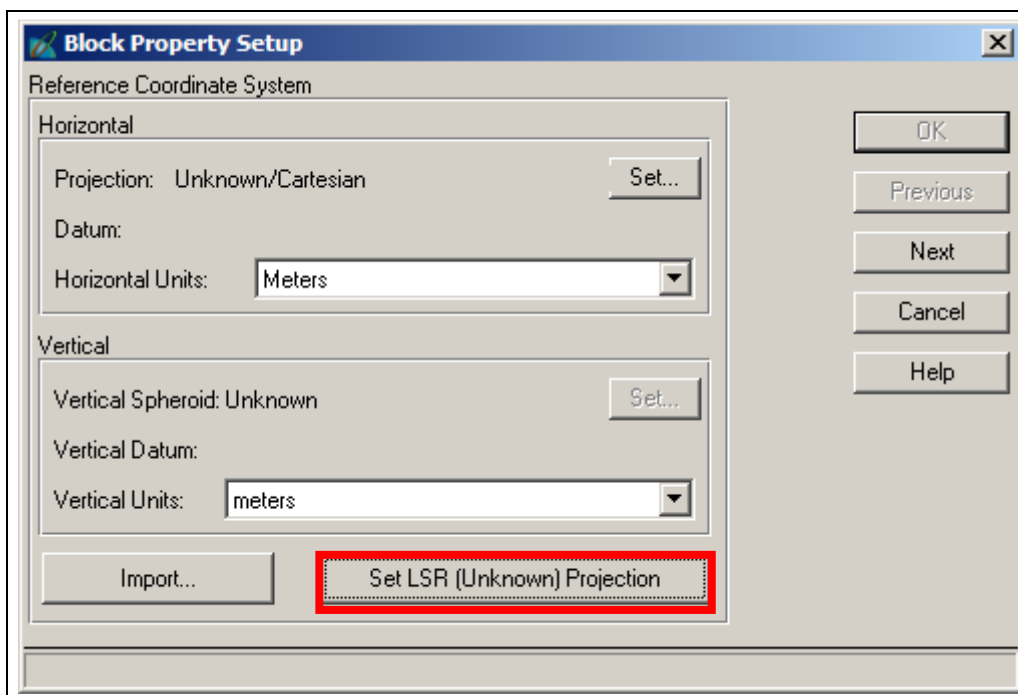 Block Property Setup
Reference Coordinate System
Horizontal
Projection: Unknown/Cartesian
Set...
Datum:
Horizontal Units: Meters
Vertical
Vertical Spheroid: Unknown
Set...
Vertical Datum:
Vertical Units: meters
Import...
Set LSR (Unknown) Projection
OK
Previous
Next
Cancel
Help